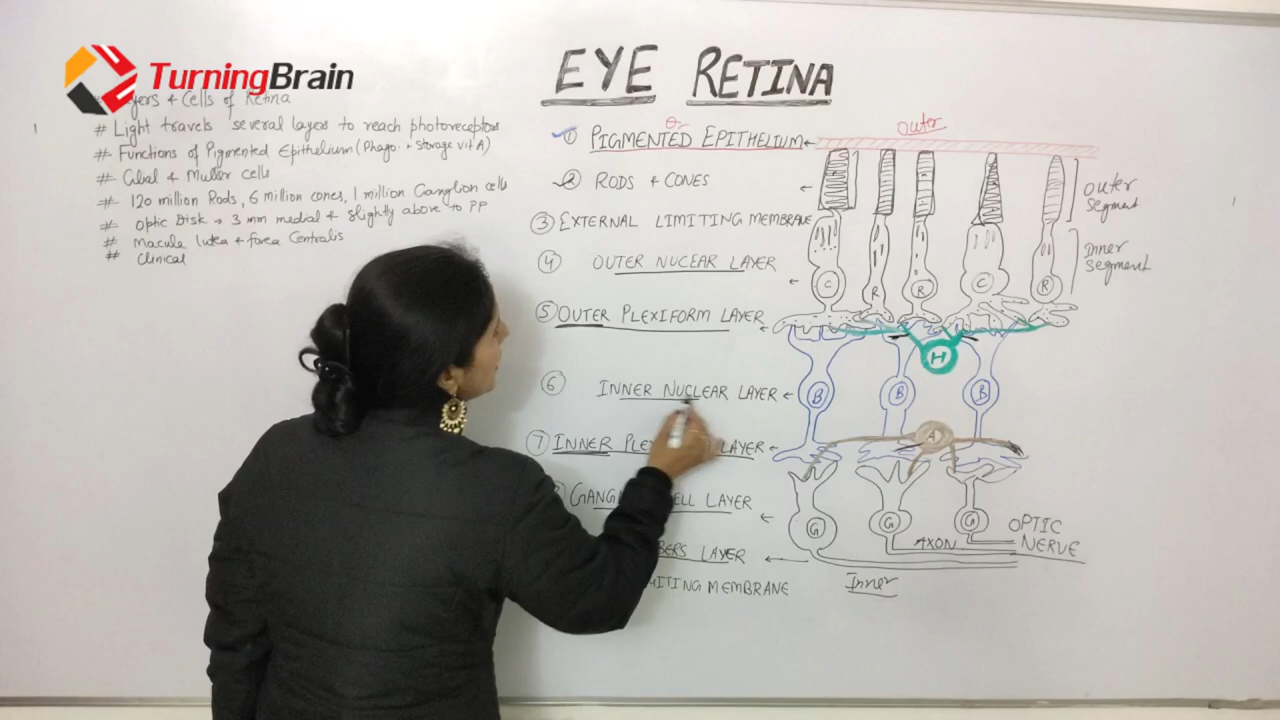 TurningBrain
& Cells of Retina
# Light travels several layers to reach photoreceptors
# Functions of Pigmented Epithelium (Phago. + Storage vit A)
# Glial & Muller cells
# 120 million Rods, 6 million cones, 1 million Ganglion cells
# Optic Disk → 3 mm medial & slightly above to PP
# Macula lutea & fovea Centralis
# Clinical
EYE RETINA
① PIGMENTED EPITHELIUM
② RODS & CONES
③ EXTERNAL LIMITING MEMBRANE
④ OUTER NUCEAR LAYER
⑤ OUTER PLEXIFORM LAYER
⑥ INNER NUCLEAR LAYER
⑦ INNER LAYER
LAYER
LAYER
MEMBRANE
Outer
Outer Segment
Inner Segment
C R R C R
H
B B B
A
G G G
AXON
OPTIC NERVE
Inner